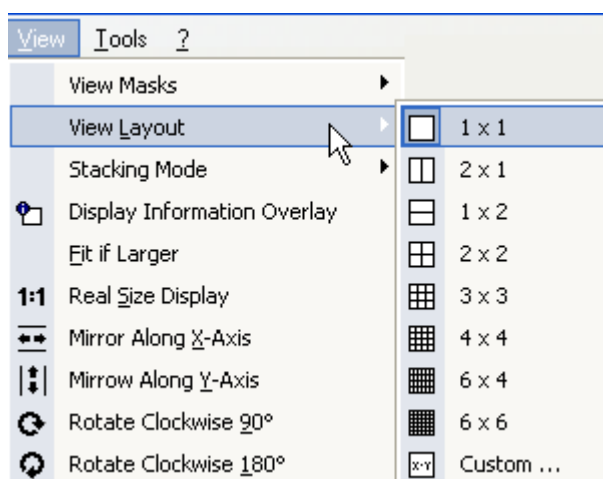 View Tools ?
View Masks
View Layout
Stacking Mode
Display Information Overlay
Fit if Larger
1:1 Real Size Display
Mirror Along X-Axis
Mirrow Along Y-Axis
Rotate Clockwise 90°
Rotate Clockwise 180°
1 x 1
2 x 1
1 x 2
2 x 2
3 x 3
4 x 4
6 x 4
6 x 6
X-Y Custom ...